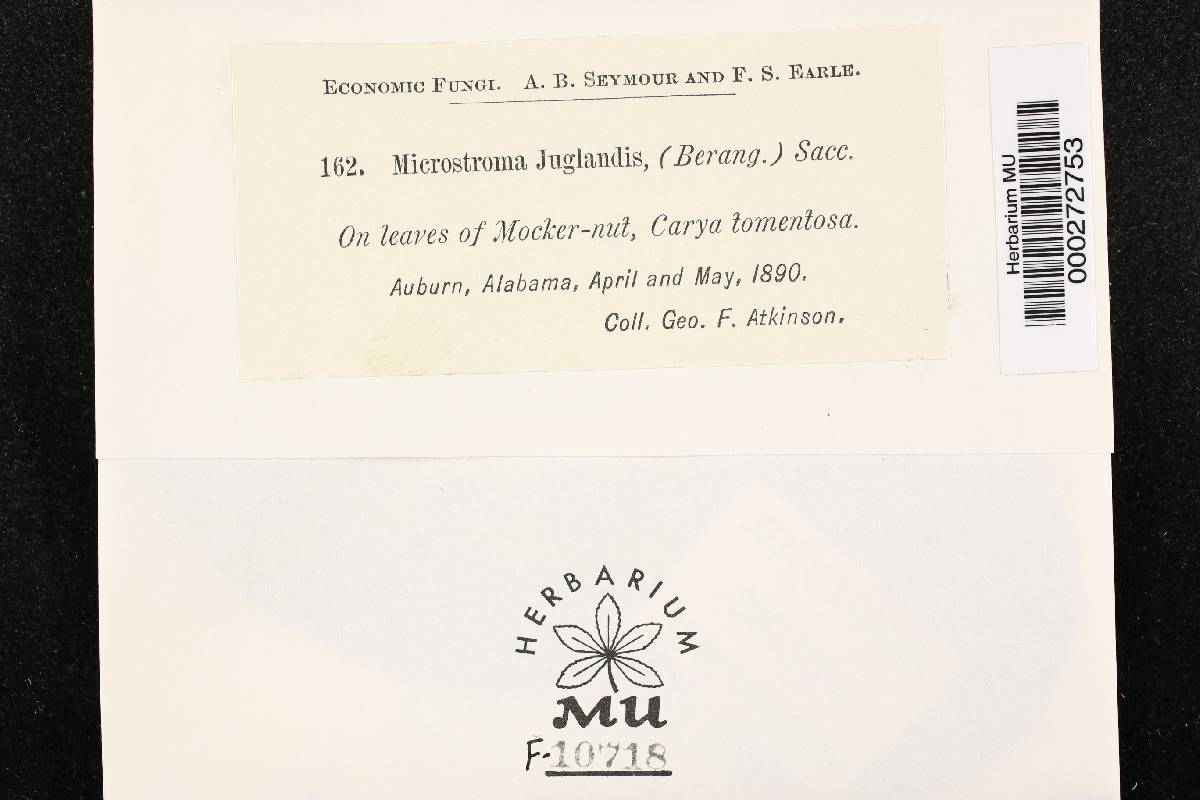 ECONOMIC FUNGI. A. B. SEYMOUR AND F. S. EARLE.
162. Microstroma Juglandis, (Berang.) Sacc.
On leaves of Mocker-nut, Carya tomentosa.
Auburn, Alabama, April and May, 1890.
Coll. Geo. F. Atkinson.
Herbarium MU
000272753
HERBARIUM
MU
F-10718